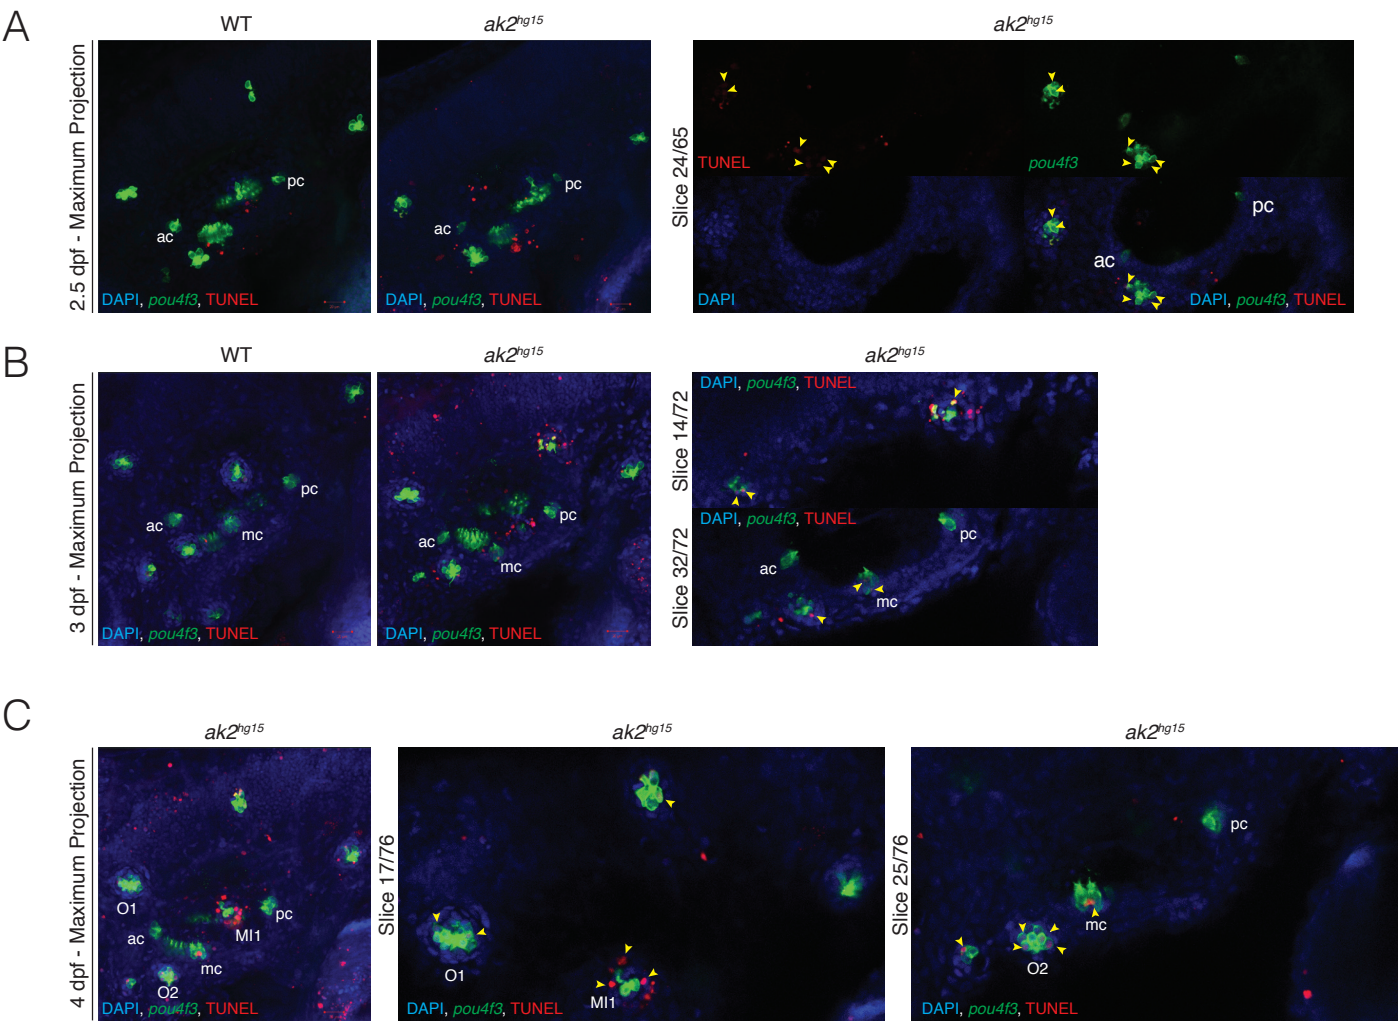 A
WT
ak2hg15
ak2hg15
2.5 dpf - Maximum Projection
pc
ac
DAPI, pou4f3, TUNEL
pc
ac
DAPI, pou4f3, TUNEL
Slice 24/65
TUNEL
pou4f3
pc
ac
DAPI
DAPI, pou4f3, TUNEL
B
WT
ak2hg15
ak2hg15
3 dpf - Maximum Projection
pc
ac
mc
DAPI, pou4f3, TUNEL
pc
ac
mc
DAPI, pou4f3, TUNEL
Slice 14/72
DAPI, pou4f3, TUNEL
Slice 32/72
DAPI, pou4f3, TUNEL
pc
ac
mc
C
ak2hg15
ak2hg15
ak2hg15
4 dpf - Maximum Projection
O1
pc
MI1
ac
mc
O2
DAPI, pou4f3, TUNEL
Slice 17/76
O1
MI1
DAPI, pou4f3, TUNEL
Slice 25/76
pc
mc
O2
DAPI, pou4f3, TUNEL